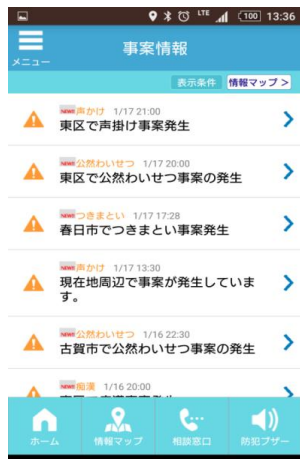 LTE 100 13:36
メニュー
事案情報
表示条件 情報マップ >
NEW! 声かけ 1/17 21:00
東区で声掛け事案発生
NEW! 公然わいせつ 1/17 20:00
東区で公然わいせつ事案の発生
NEW! つきまとい 1/17 17:28
春日市でつきまとい事案発生
NEW! 声かけ 1/17 13:30
現在地周辺で事案が発生していま
す。
NEW! 公然わいせつ 1/16 22:30
古賀市で公然わいせつ事案の発生
NEW! 痴漢 1/16 20:00
ホーム 情報マップ 相談窓口 防犯ブザー